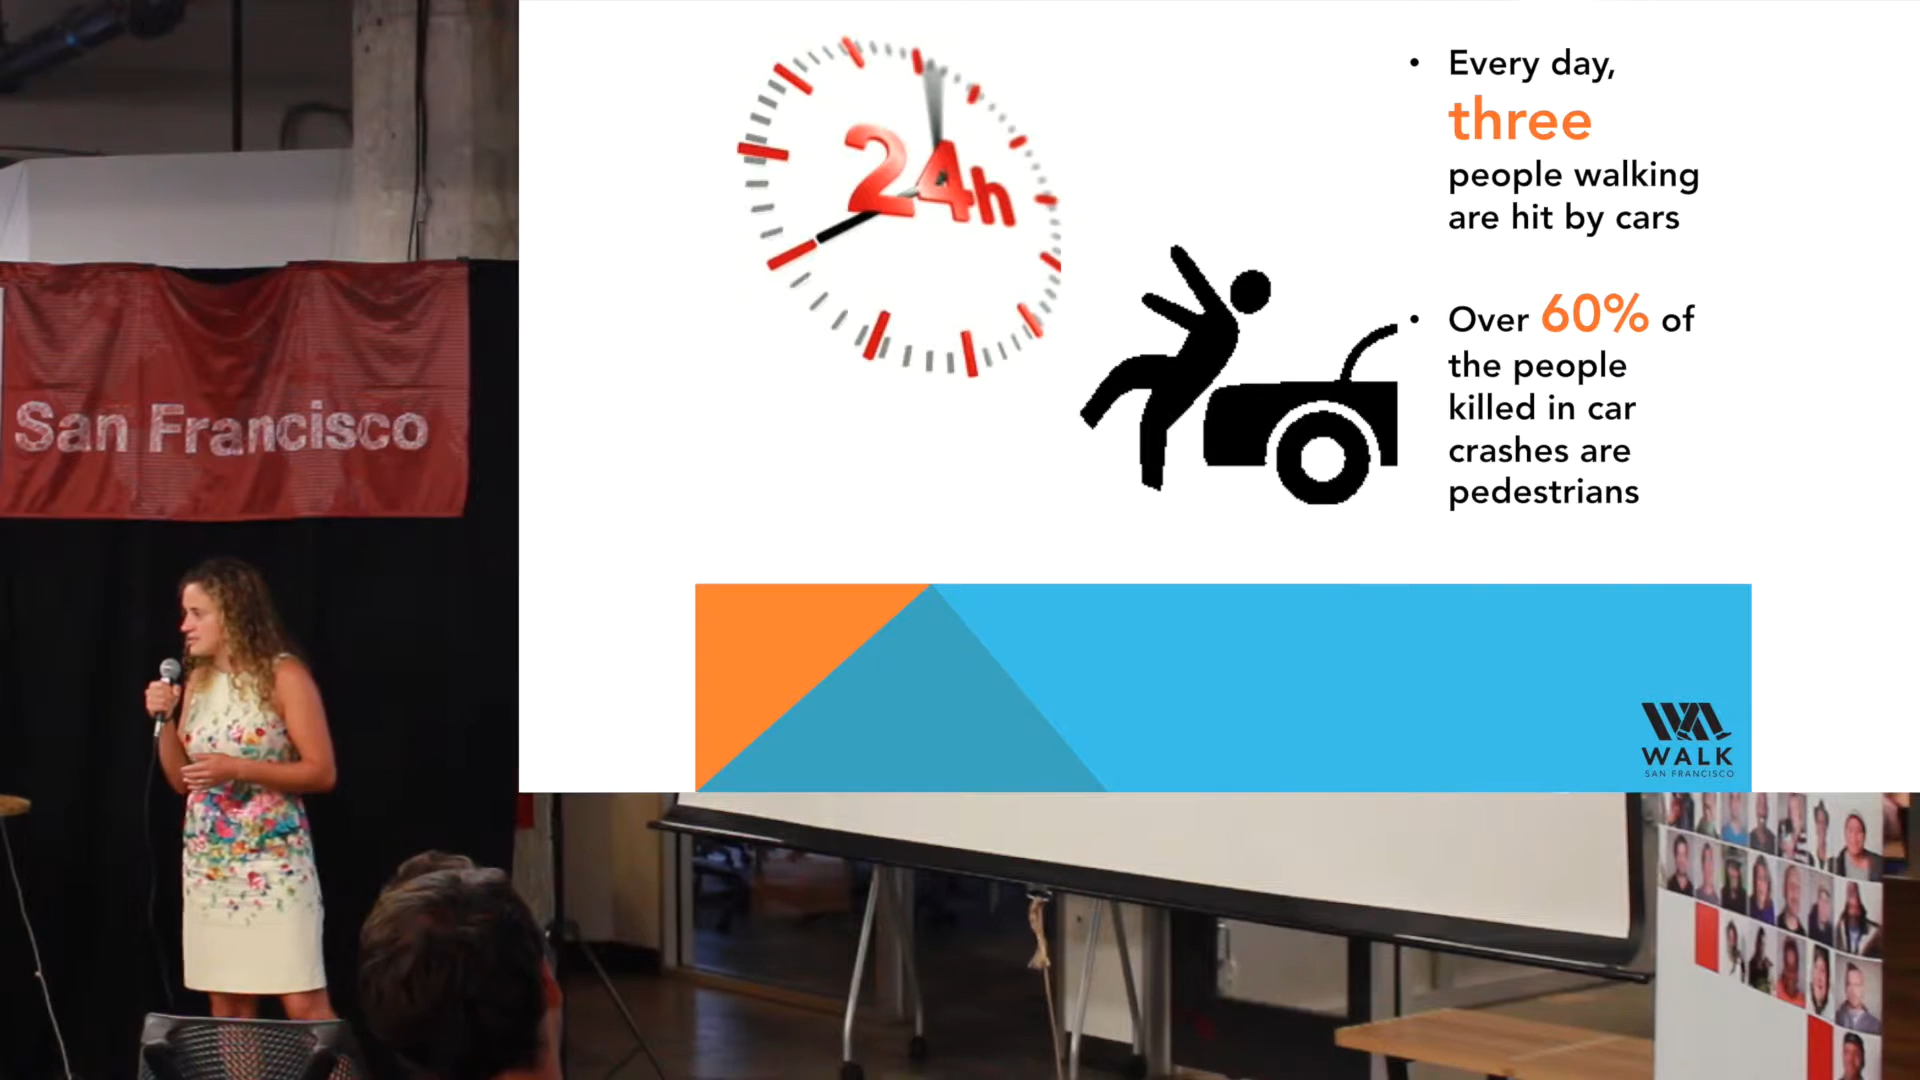 24h
• Every day,
three
people walking
are hit by cars
• Over 60% of
the people
killed in car
crashes are
pedestrians
San Francisco
WALK
SAN FRANCISCO